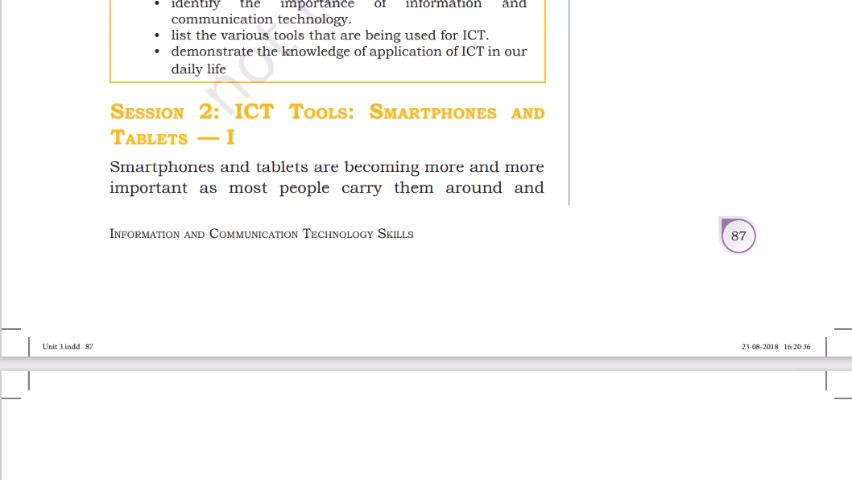 • identify the importance of information and
communication technology.
• list the various tools that are being used for ICT.
• demonstrate the knowledge of application of ICT in our
daily life
not
SESSION 2: ICT TOOLS: SMARTPHONES AND
TABLETS — I
Smartphones and tablets are becoming more and more
important as most people carry them around and
INFORMATION AND COMMUNICATION TECHNOLOGY SKILLS
87
Unit 3.indd 87
23-08-2018 16:20:36